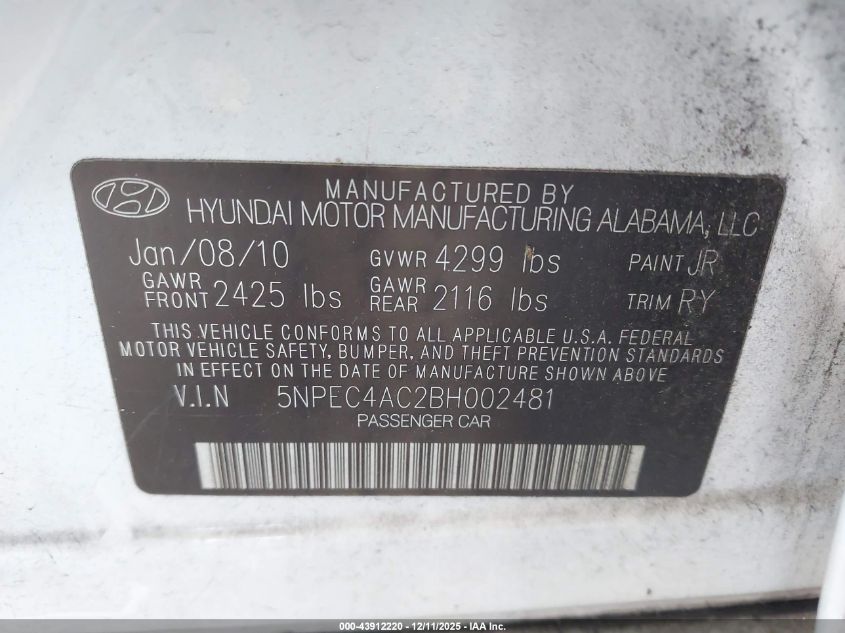 MANUFACTURED BY
HYUNDAI MOTOR MANUFACTURING ALABAMA, LLC
Jan/08/10 GVWR 4299 lbs PAINT JR
GAWR FRONT 2425 lbs GAWR REAR 2116 lbs TRIM RY
THIS VEHICLE CONFORMS TO ALL APPLICABLE U.S.A. FEDERAL
MOTOR VEHICLE SAFETY, BUMPER, AND THEFT PREVENTION STANDARDS
IN EFFECT ON THE DATE OF MANUFACTURE SHOWN ABOVE
V.I.N 5NPEC4AC2BH002481
PASSENGER CAR
000-43912220 - 12/11/2025 - IAA Inc.